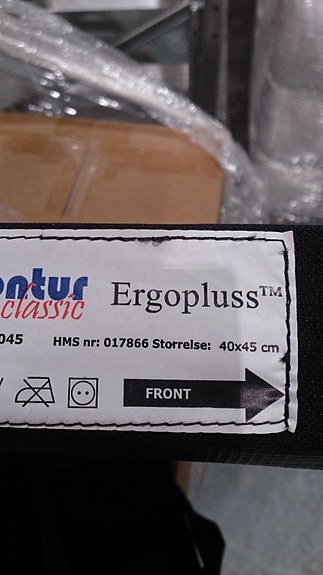 ontur Ergopluss™
classic
045 HMS nr: 017866 Storrelse: 40x45 cm
FRONT